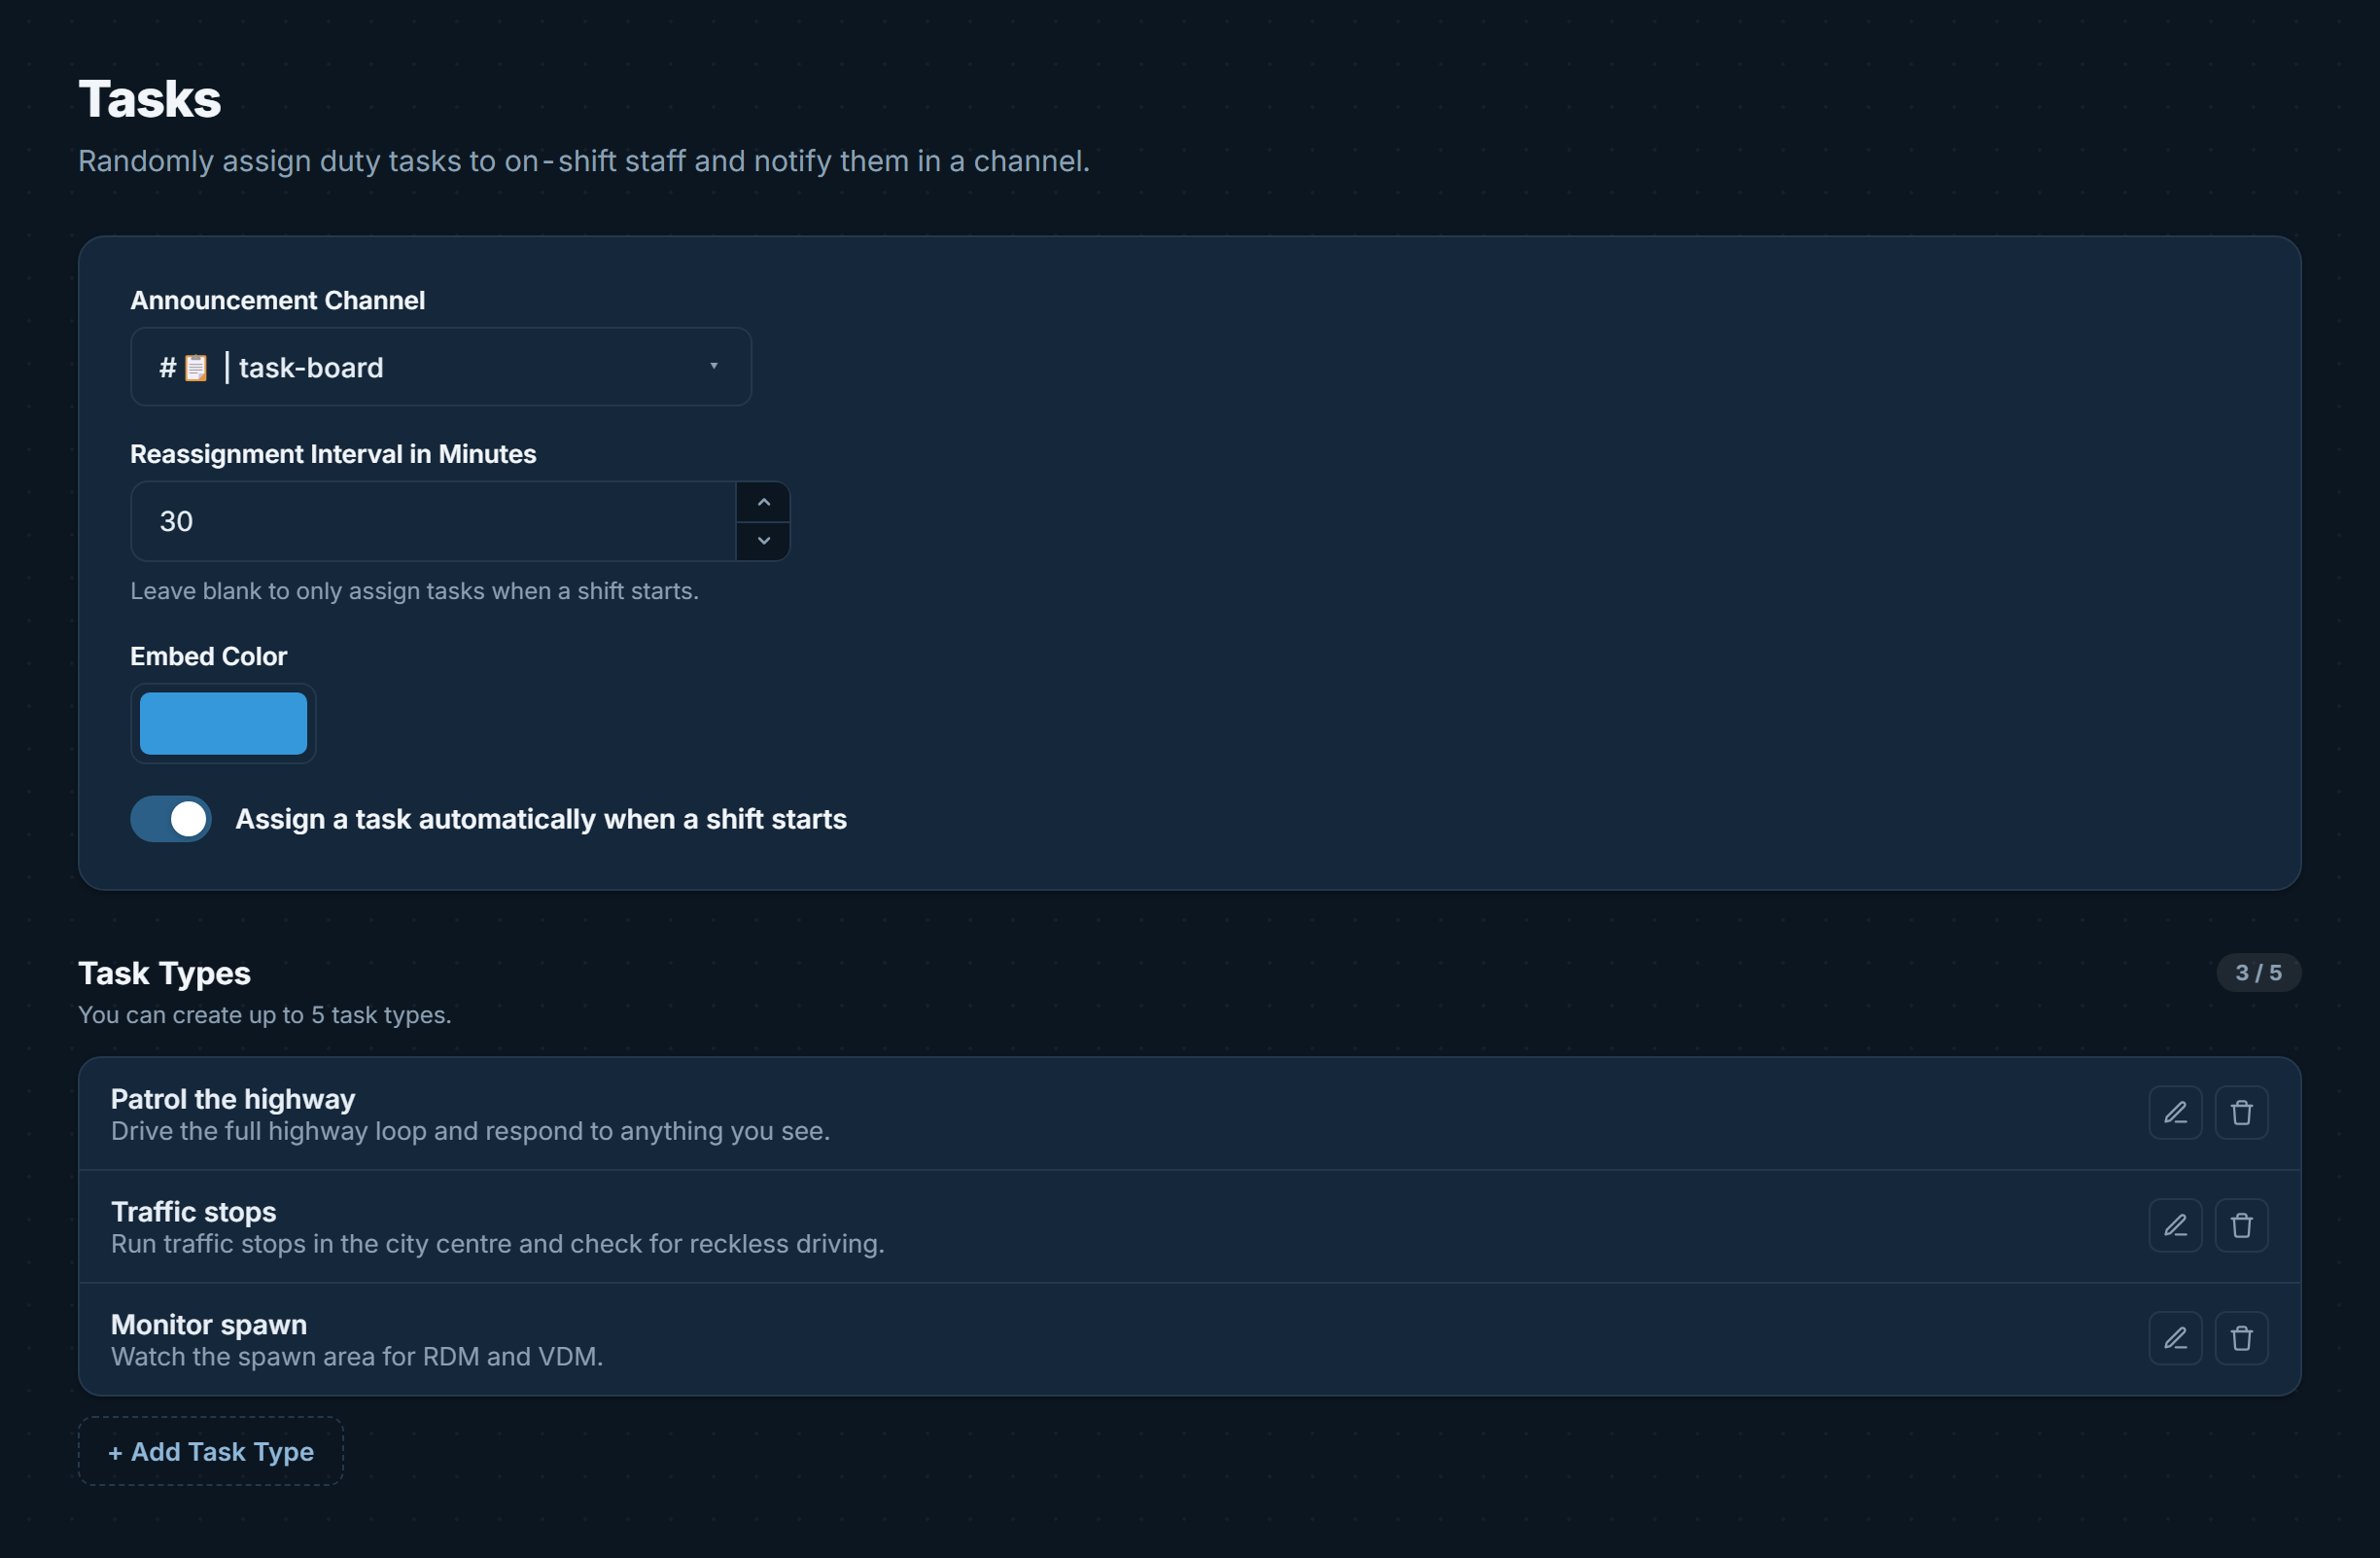 Tasks
Randomly assign duty tasks to on-shift staff and notify them in a channel.
Announcement Channel
#📋 | task-board
Reassignment Interval in Minutes
30
Leave blank to only assign tasks when a shift starts.
Embed Color
Assign a task automatically when a shift starts
Task Types
3 / 5
You can create up to 5 task types.
Patrol the highway
Drive the full highway loop and respond to anything you see.
Traffic stops
Run traffic stops in the city centre and check for reckless driving.
Monitor spawn
Watch the spawn area for RDM and VDM.
+ Add Task Type